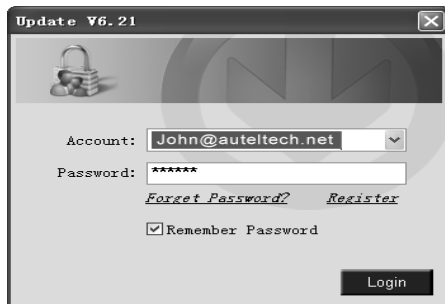 Update V6.21
Account: John@auteltech.net
Password: ******
Forget Password? Register
Remember Password
Login